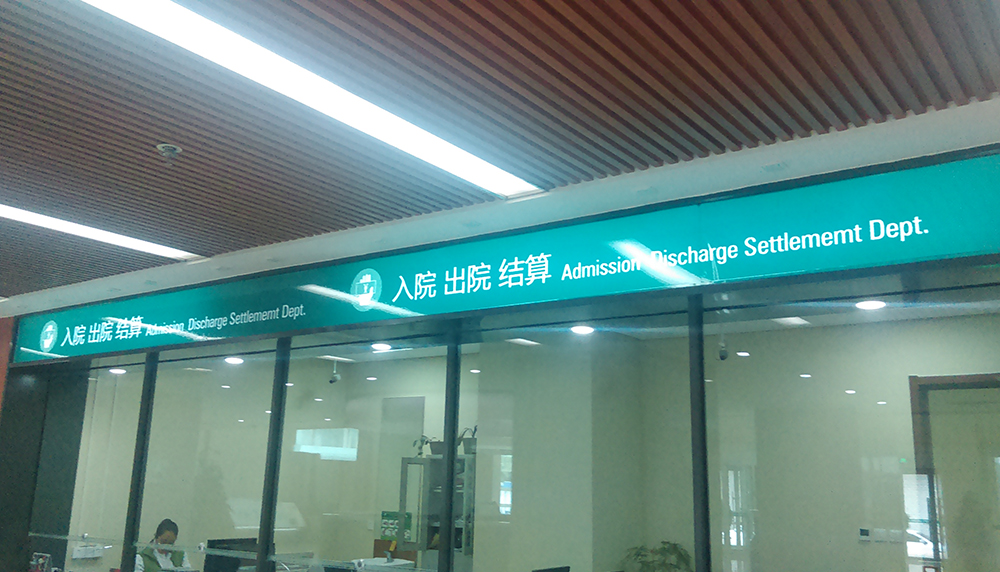 入院 出院 结算 Admission Discharge Settlememt Dept.
入院 出院 结算 Admission Discharge Settlememt Dept.